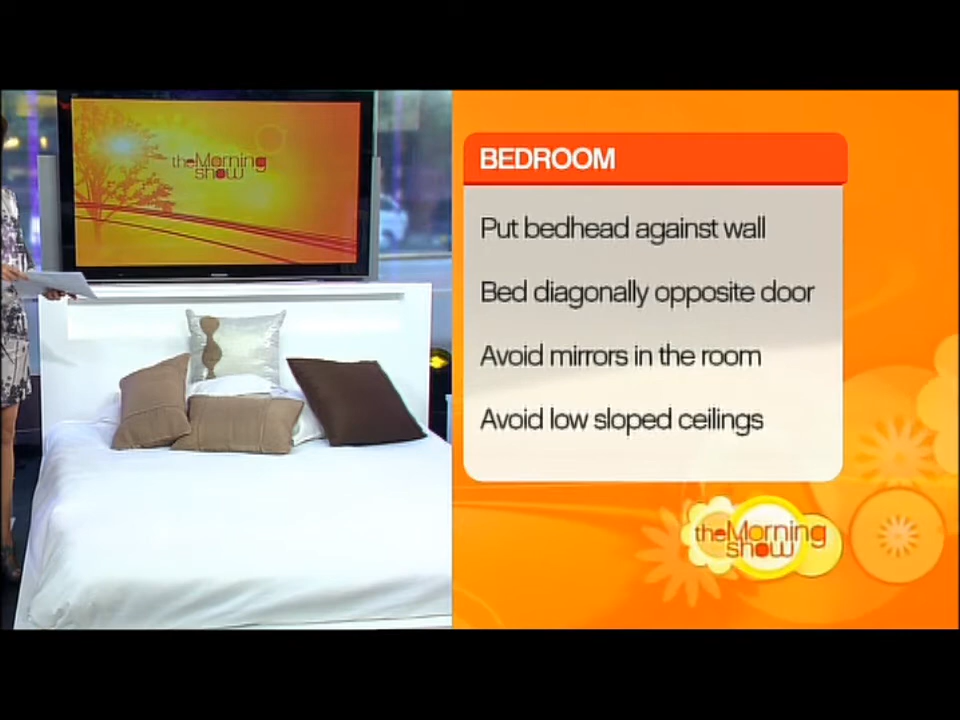 theMorning
show
BEDROOM
Put bedhead against wall
Bed diagonally opposite door
Avoid mirrors in the room
Avoid low sloped ceilings
theMorning
show